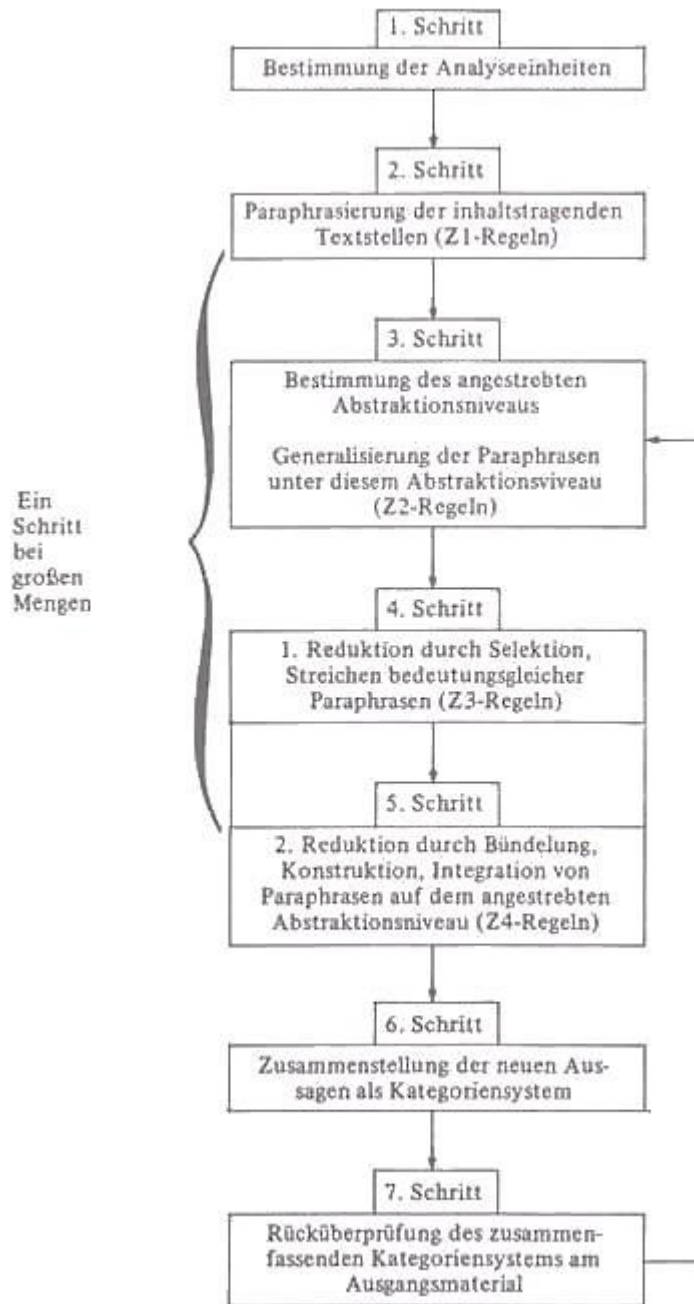 1. Schritt
Bestimmung der Analyseeinheiten
2. Schritt
Paraphrasierung der inhaltstragenden
Textstellen (Z1-Regeln)
3. Schritt
Bestimmung des angestrebten
Abstraktionsniveaus
Generalisierung der Paraphrasen
unter diesem Abstraktionsviveau
(Z2-Regeln)
Ein
Schritt
bei
großen
Mengen
4. Schritt
1. Reduktion durch Selektion,
Streichen bedeutungsgleicher
Paraphrasen (Z3-Regeln)
5. Schritt
2. Reduktion durch Bündelung,
Konstruktion, Integration von
Paraphrasen auf dem angestrebten
Abstraktionsniveau (Z4-Regeln)
6. Schritt
Zusammenstellung der neuen Aus-
sagen als Kategoriensystem
7. Schritt
Rücküberprüfung des zusammen-
fassenden Kategoriensystems am
Ausgangsmaterial